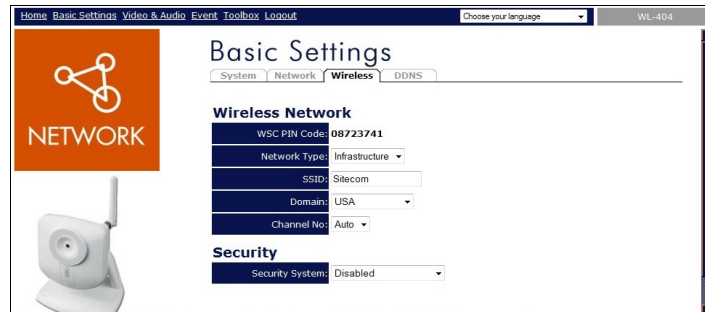 Home Basic Settings Video & Audio Event Toolbox Logout Choose your language WL-404
Basic Settings
System Network Wireless DDNS
NETWORK
Wireless Network
WSC PIN Code: 08723741
Network Type: Infrastructure
SSID: Sitecom
Domain: USA
Channel No: Auto
Security
Security System: Disabled